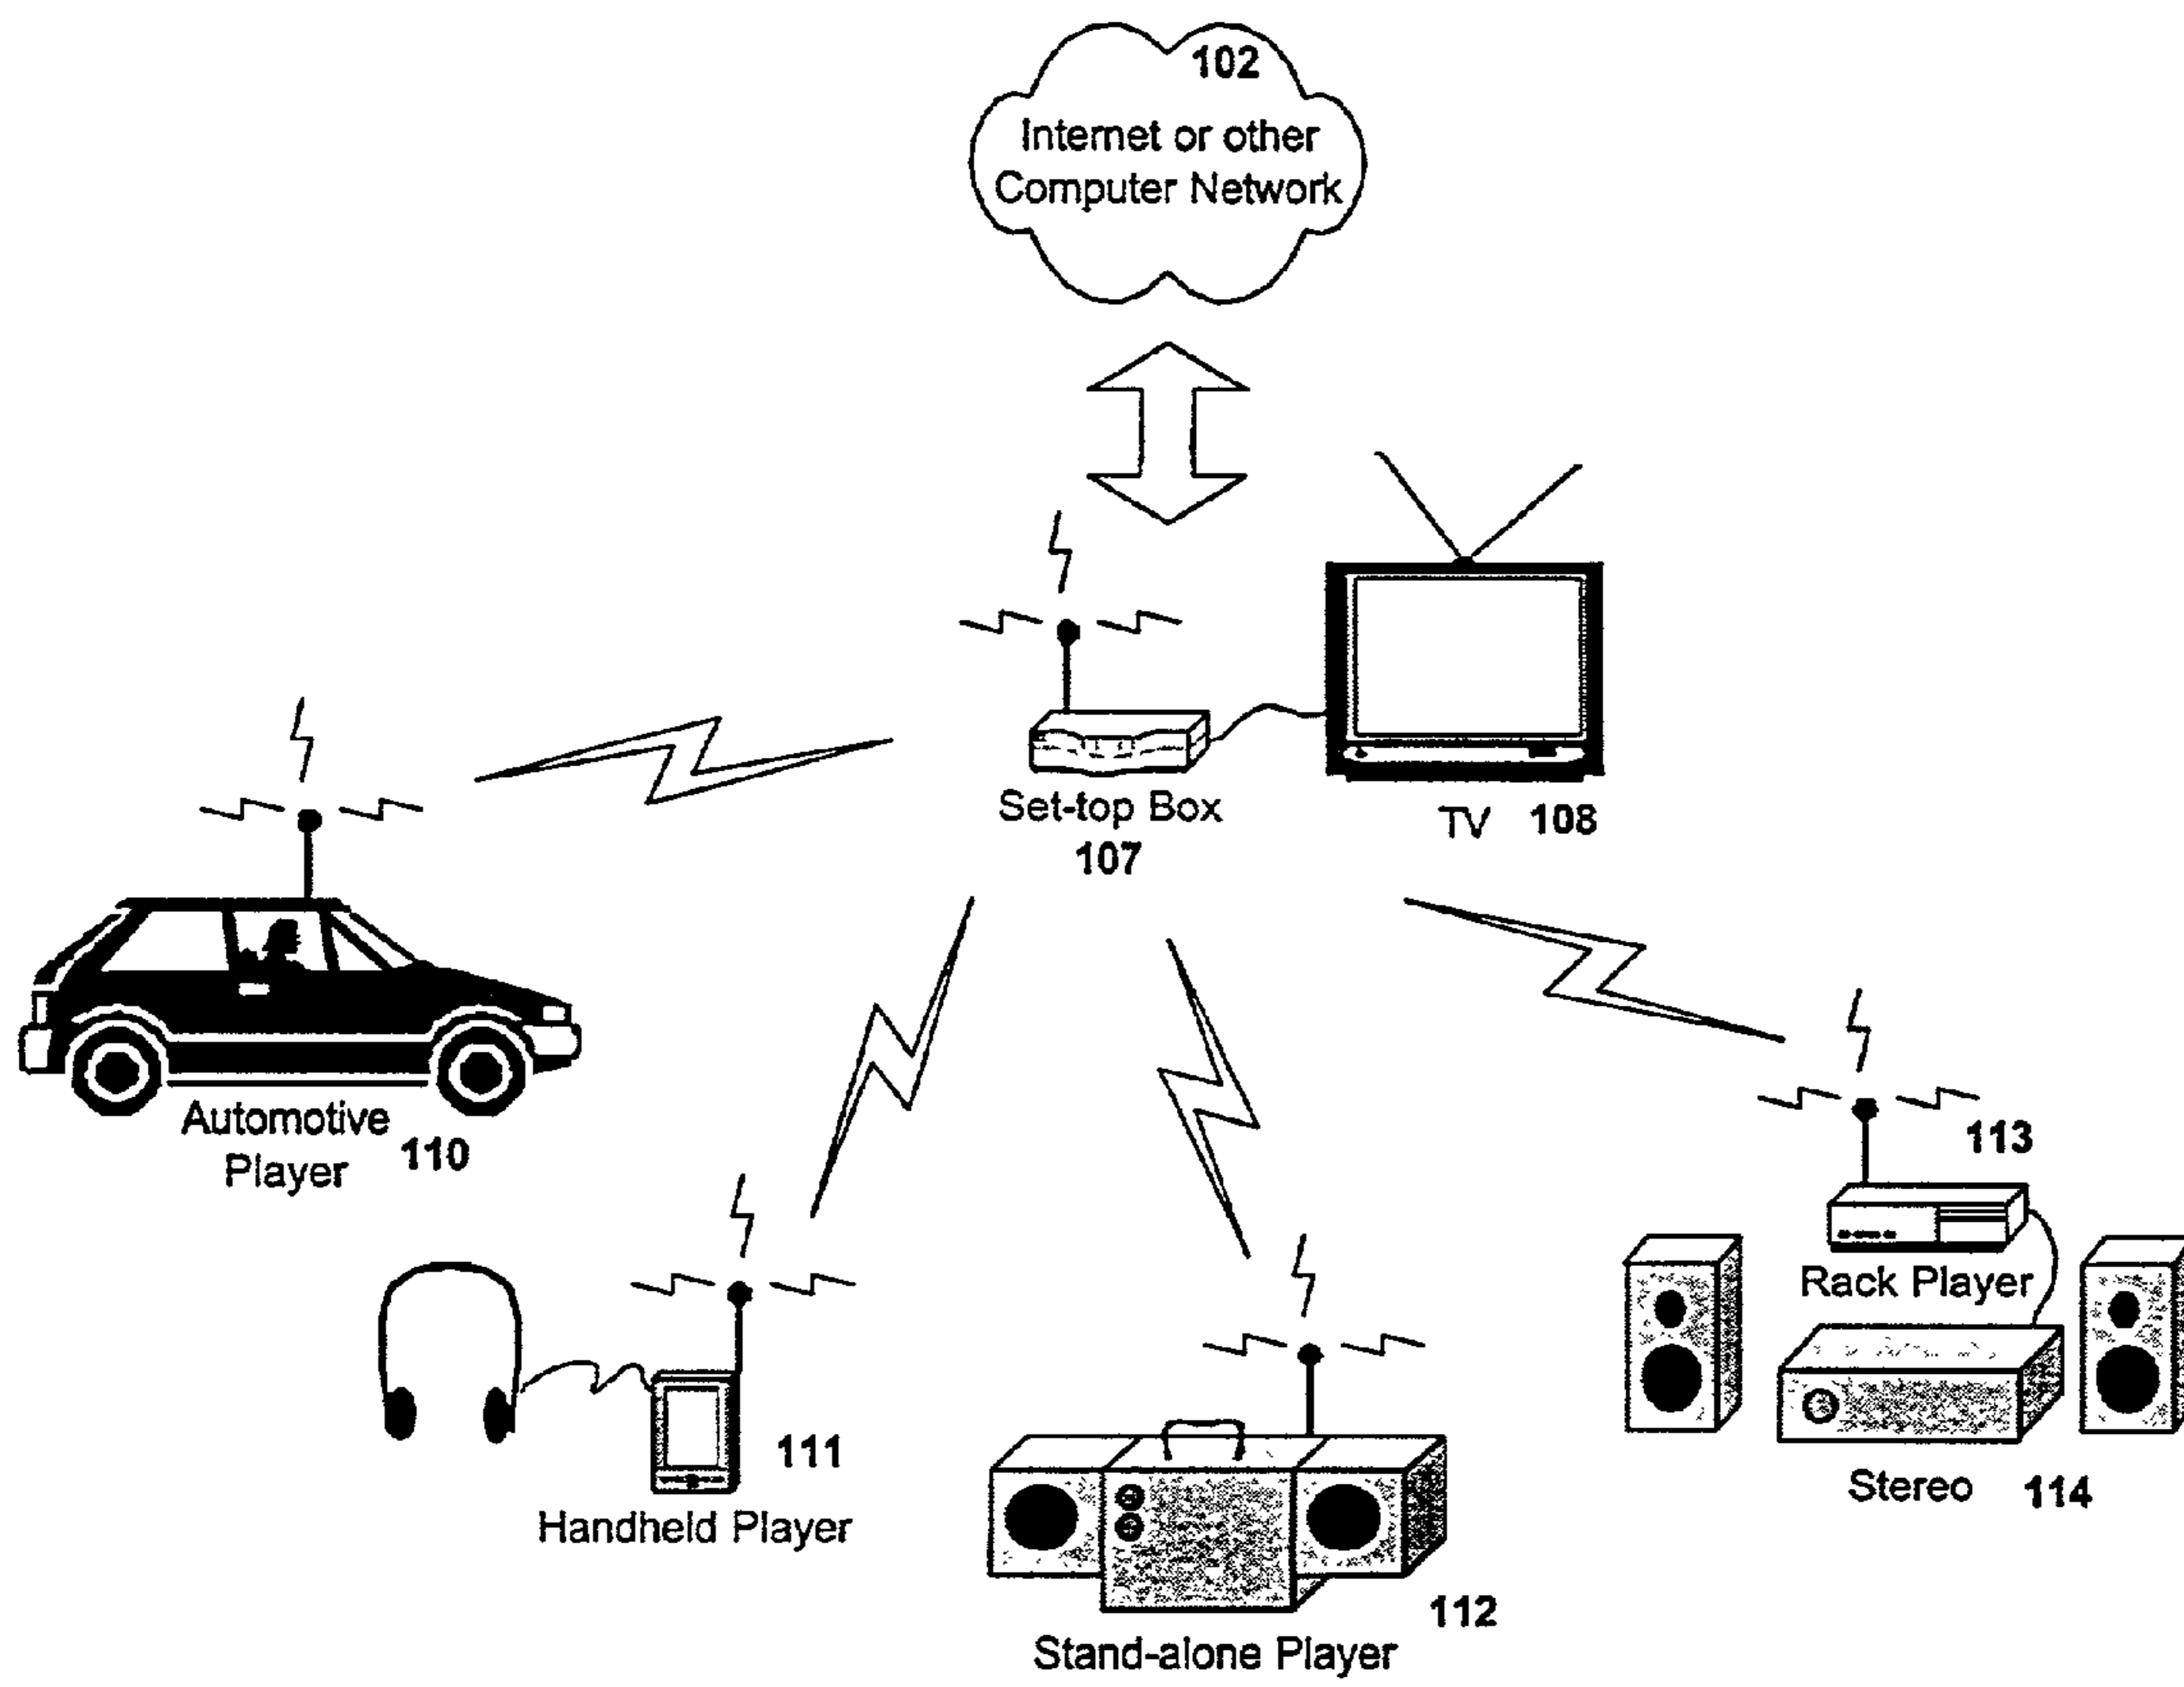 102
Internet or other
Computer Network
Set-top Box
107
TV 108
Automotive
Player 110
113
Rack Player
111
Handheld Player
Stereo 114
112
Stand-alone Player